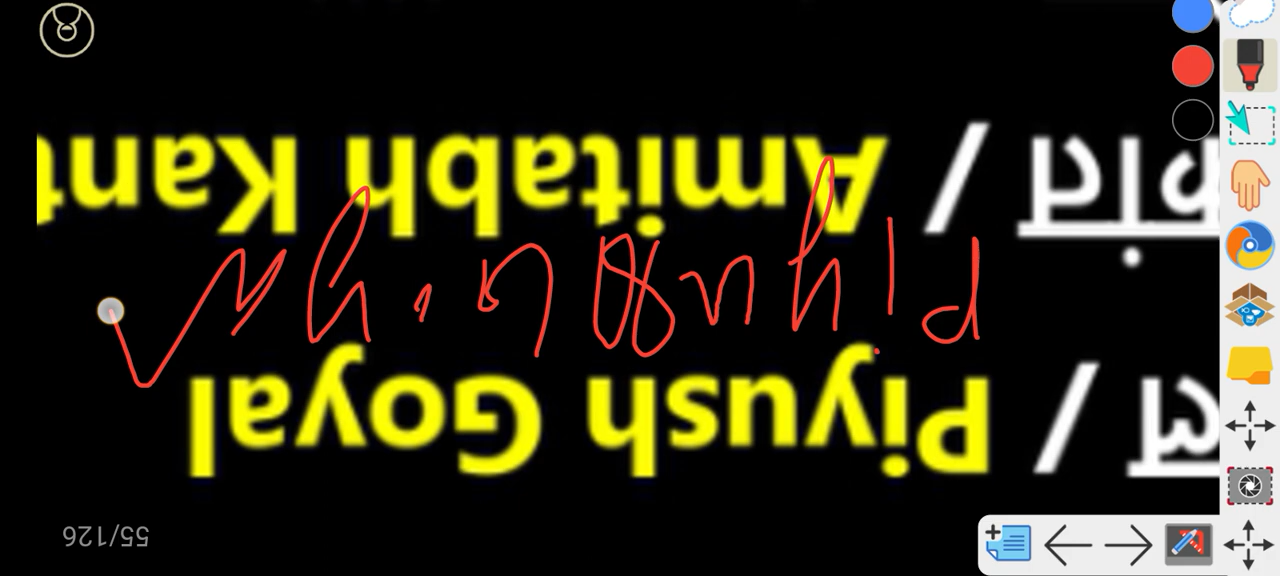 55/126
ल / Piyush Goyal
कांत / Amitabh Kant